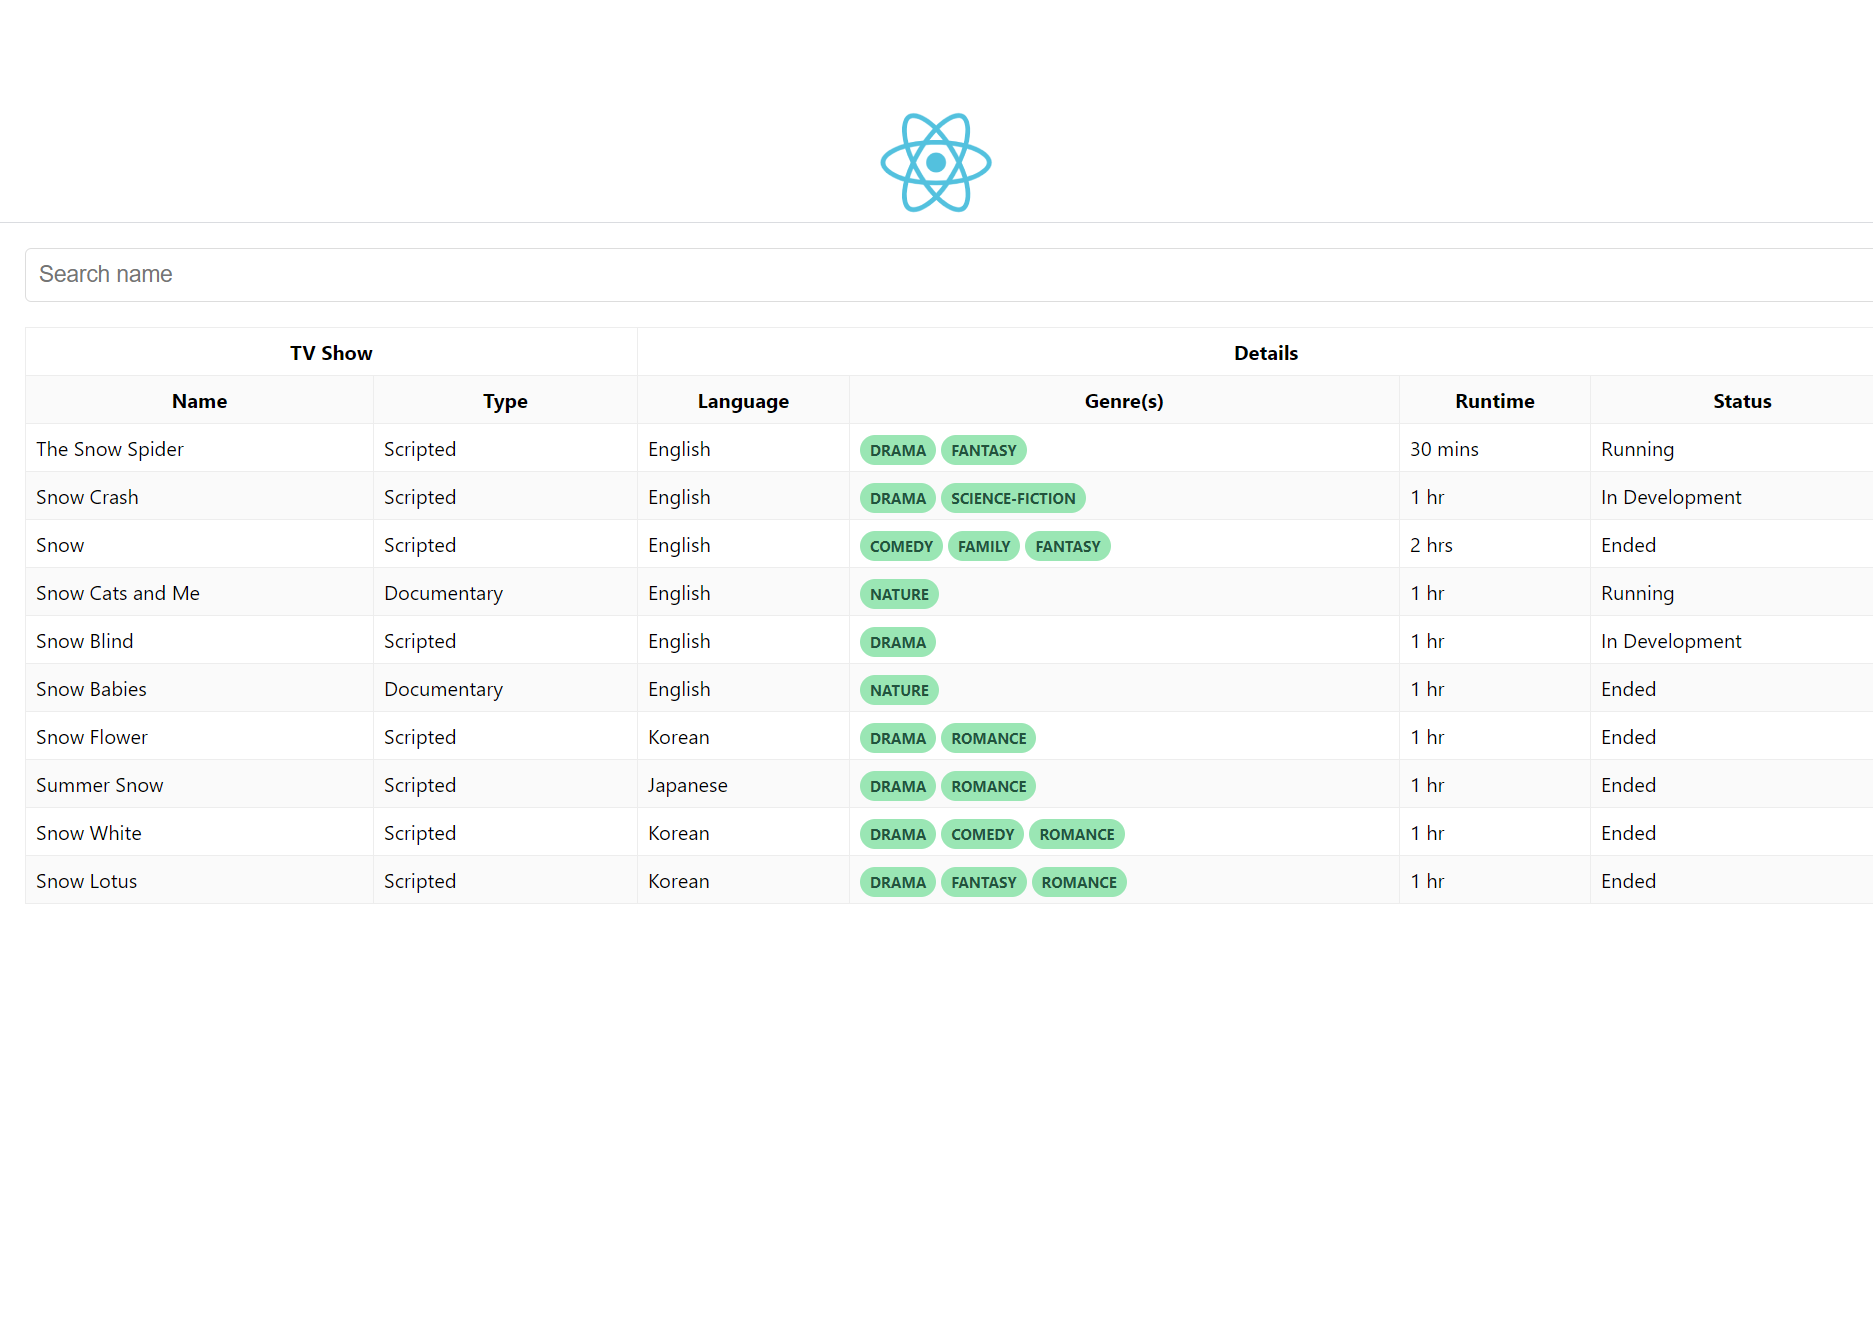 Search name
TV Show Details
Name Type Language Genre(s) Runtime Status
The Snow Spider Scripted English DRAMA FANTASY 30 mins Running
Snow Crash Scripted English DRAMA SCIENCE-FICTION 1 hr In Development
Snow Scripted English COMEDY FAMILY FANTASY 2 hrs Ended
Snow Cats and Me Documentary English NATURE 1 hr Running
Snow Blind Scripted English DRAMA 1 hr In Development
Snow Babies Documentary English NATURE 1 hr Ended
Snow Flower Scripted Korean DRAMA ROMANCE 1 hr Ended
Summer Snow Scripted Japanese DRAMA ROMANCE 1 hr Ended
Snow White Scripted Korean DRAMA COMEDY ROMANCE 1 hr Ended
Snow Lotus Scripted Korean DRAMA FANTASY ROMANCE 1 hr Ended